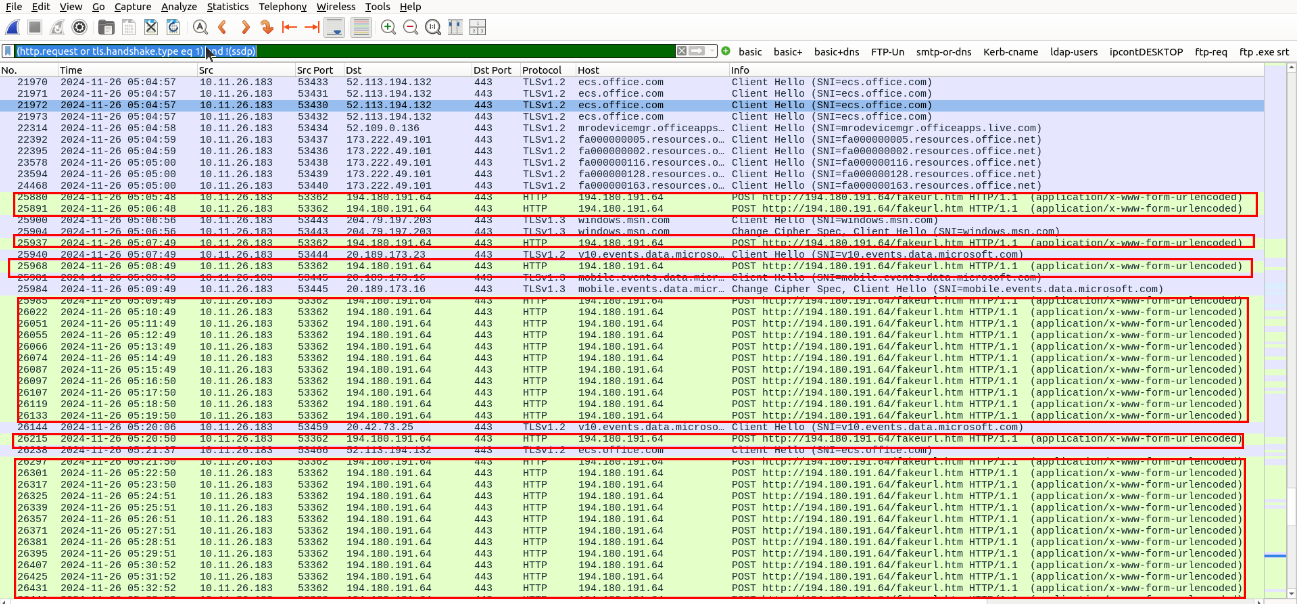 File Edit View Go Capture Analyze Statistics Telephony Wireless Tools Help
(http.request or tls.handshake.type eq 1) and !(ssdp) basic basic+ basic+dns FTP-Un smtp-or-dns Kerb-cname ldap-users ipcontDESKTOP ftp-req ftp .exe srt
No. Time Src Src Port Dst Dst Port Protocol Host Info
21970 2024-11-26 05:04:57 10.11.26.183 53433 52.113.194.132 443 TLSv1.2 ecs.office.com Client Hello (SNI=ecs.office.com)
21971 2024-11-26 05:04:57 10.11.26.183 53431 52.113.194.132 443 TLSv1.2 ecs.office.com Client Hello (SNI=ecs.office.com)
21972 2024-11-26 05:04:57 10.11.26.183 53430 52.113.194.132 443 TLSv1.2 ecs.office.com Client Hello (SNI=ecs.office.com)
21973 2024-11-26 05:04:57 10.11.26.183 53432 52.113.194.132 443 TLSv1.2 ecs.office.com Client Hello (SNI=ecs.office.com)
22314 2024-11-26 05:04:58 10.11.26.183 53434 52.109.0.136 443 TLSv1.2 mrodevicemgr.officeapps… Client Hello (SNI=mrodevicemgr.officeapps.live.com)
22392 2024-11-26 05:04:59 10.11.26.183 53435 173.222.49.101 443 TLSv1.2 fa000000005.resources.o… Client Hello (SNI=fa000000005.resources.office.net)
22395 2024-11-26 05:04:59 10.11.26.183 53436 173.222.49.101 443 TLSv1.2 fa000000002.resources.o… Client Hello (SNI=fa000000002.resources.office.net)
23578 2024-11-26 05:05:00 10.11.26.183 53438 173.222.49.101 443 TLSv1.2 fa000000116.resources.o… Client Hello (SNI=fa000000116.resources.office.net)
23594 2024-11-26 05:05:00 10.11.26.183 53439 173.222.49.101 443 TLSv1.2 fa000000128.resources.o… Client Hello (SNI=fa000000128.resources.office.net)
24468 2024-11-26 05:05:00 10.11.26.183 53440 173.222.49.101 443 TLSv1.2 fa000000163.resources.o… Client Hello (SNI=fa000000163.resources.office.net)
25880 2024-11-26 05:05:48 10.11.26.183 53362 194.180.191.64 443 HTTP 194.180.191.64 POST http://194.180.191.64/fakeurl.htm HTTP/1.1 (application/x-www-form-urlencoded)
25891 2024-11-26 05:06:48 10.11.26.183 53362 194.180.191.64 443 HTTP 194.180.191.64 POST http://194.180.191.64/fakeurl.htm HTTP/1.1 (application/x-www-form-urlencoded)
25900 2024-11-26 05:06:56 10.11.26.183 53443 204.79.197.203 443 TLSv1.3 windows.msn.com Client Hello (SNI=windows.msn.com)
25904 2024-11-26 05:06:56 10.11.26.183 53443 204.79.197.203 443 TLSv1.3 windows.msn.com Change Cipher Spec, Client Hello (SNI=windows.msn.com)
25937 2024-11-26 05:07:49 10.11.26.183 53362 194.180.191.64 443 HTTP 194.180.191.64 POST http://194.180.191.64/fakeurl.htm HTTP/1.1 (application/x-www-form-urlencoded)
25940 2024-11-26 05:07:49 10.11.26.183 53444 20.189.173.23 443 TLSv1.2 v10.events.data.microso… Client Hello (SNI=v10.events.data.microsoft.com)
25968 2024-11-26 05:08:49 10.11.26.183 53362 194.180.191.64 443 HTTP 194.180.191.64 POST http://194.180.191.64/fakeurl.htm HTTP/1.1 (application/x-www-form-urlencoded)
10.11.26.183 53445 20.189.173.16 443 TLSv1.3 mobile.events.data.micr… Client Hello (SNI=mobile.events.data.microsoft.com)
25984 2024-11-26 05:09:49 10.11.26.183 53445 20.189.173.16 443 TLSv1.3 mobile.events.data.micr… Change Cipher Spec, Client Hello (SNI=mobile.events.data.microsoft.com)
25985 2024-11-26 05:09:49 10.11.26.183 53362 194.180.191.64 443 HTTP 194.180.191.64 POST http://194.180.191.64/fakeurl.htm HTTP/1.1 (application/x-www-form-urlencoded)
26022 2024-11-26 05:10:49 10.11.26.183 53362 194.180.191.64 443 HTTP 194.180.191.64 POST http://194.180.191.64/fakeurl.htm HTTP/1.1 (application/x-www-form-urlencoded)
26051 2024-11-26 05:11:49 10.11.26.183 53362 194.180.191.64 443 HTTP 194.180.191.64 POST http://194.180.191.64/fakeurl.htm HTTP/1.1 (application/x-www-form-urlencoded)
26055 2024-11-26 05:12:49 10.11.26.183 53362 194.180.191.64 443 HTTP 194.180.191.64 POST http://194.180.191.64/fakeurl.htm HTTP/1.1 (application/x-www-form-urlencoded)
26066 2024-11-26 05:13:49 10.11.26.183 53362 194.180.191.64 443 HTTP 194.180.191.64 POST http://194.180.191.64/fakeurl.htm HTTP/1.1 (application/x-www-form-urlencoded)
26074 2024-11-26 05:14:49 10.11.26.183 53362 194.180.191.64 443 HTTP 194.180.191.64 POST http://194.180.191.64/fakeurl.htm HTTP/1.1 (application/x-www-form-urlencoded)
26087 2024-11-26 05:15:49 10.11.26.183 53362 194.180.191.64 443 HTTP 194.180.191.64 POST http://194.180.191.64/fakeurl.htm HTTP/1.1 (application/x-www-form-urlencoded)
26097 2024-11-26 05:16:50 10.11.26.183 53362 194.180.191.64 443 HTTP 194.180.191.64 POST http://194.180.191.64/fakeurl.htm HTTP/1.1 (application/x-www-form-urlencoded)
26107 2024-11-26 05:17:50 10.11.26.183 53362 194.180.191.64 443 HTTP 194.180.191.64 POST http://194.180.191.64/fakeurl.htm HTTP/1.1 (application/x-www-form-urlencoded)
26119 2024-11-26 05:18:50 10.11.26.183 53362 194.180.191.64 443 HTTP 194.180.191.64 POST http://194.180.191.64/fakeurl.htm HTTP/1.1 (application/x-www-form-urlencoded)
26133 2024-11-26 05:19:50 10.11.26.183 53362 194.180.191.64 443 HTTP 194.180.191.64 POST http://194.180.191.64/fakeurl.htm HTTP/1.1 (application/x-www-form-urlencoded)
26144 2024-11-26 05:20:06 10.11.26.183 53459 20.42.73.25 443 TLSv1.2 v10.events.data.microso… Client Hello (SNI=v10.events.data.microsoft.com)
26215 2024-11-26 05:20:50 10.11.26.183 53362 194.180.191.64 443 HTTP 194.180.191.64 POST http://194.180.191.64/fakeurl.htm HTTP/1.1 (application/x-www-form-urlencoded)
26238 2024-11-26 05:21:37 10.11.26.183 53466 52.113.194.132 443 TLSv1.2 ecs.office.com Client Hello (SNI=ecs.office.com)
26297 2024-11-26 05:21:50 10.11.26.183 53362 194.180.191.64 443 HTTP 194.180.191.64 POST http://194.180.191.64/fakeurl.htm HTTP/1.1 (application/x-www-form-urlencoded)
26301 2024-11-26 05:22:50 10.11.26.183 53362 194.180.191.64 443 HTTP 194.180.191.64 POST http://194.180.191.64/fakeurl.htm HTTP/1.1 (application/x-www-form-urlencoded)
26317 2024-11-26 05:23:50 10.11.26.183 53362 194.180.191.64 443 HTTP 194.180.191.64 POST http://194.180.191.64/fakeurl.htm HTTP/1.1 (application/x-www-form-urlencoded)
26325 2024-11-26 05:24:51 10.11.26.183 53362 194.180.191.64 443 HTTP 194.180.191.64 POST http://194.180.191.64/fakeurl.htm HTTP/1.1 (application/x-www-form-urlencoded)
26339 2024-11-26 05:25:51 10.11.26.183 53362 194.180.191.64 443 HTTP 194.180.191.64 POST http://194.180.191.64/fakeurl.htm HTTP/1.1 (application/x-www-form-urlencoded)
26357 2024-11-26 05:26:51 10.11.26.183 53362 194.180.191.64 443 HTTP 194.180.191.64 POST http://194.180.191.64/fakeurl.htm HTTP/1.1 (application/x-www-form-urlencoded)
26371 2024-11-26 05:27:51 10.11.26.183 53362 194.180.191.64 443 HTTP 194.180.191.64 POST http://194.180.191.64/fakeurl.htm HTTP/1.1 (application/x-www-form-urlencoded)
26381 2024-11-26 05:28:51 10.11.26.183 53362 194.180.191.64 443 HTTP 194.180.191.64 POST http://194.180.191.64/fakeurl.htm HTTP/1.1 (application/x-www-form-urlencoded)
26395 2024-11-26 05:29:51 10.11.26.183 53362 194.180.191.64 443 HTTP 194.180.191.64 POST http://194.180.191.64/fakeurl.htm HTTP/1.1 (application/x-www-form-urlencoded)
26407 2024-11-26 05:30:52 10.11.26.183 53362 194.180.191.64 443 HTTP 194.180.191.64 POST http://194.180.191.64/fakeurl.htm HTTP/1.1 (application/x-www-form-urlencoded)
26425 2024-11-26 05:31:52 10.11.26.183 53362 194.180.191.64 443 HTTP 194.180.191.64 POST http://194.180.191.64/fakeurl.htm HTTP/1.1 (application/x-www-form-urlencoded)
26431 2024-11-26 05:32:52 10.11.26.183 53362 194.180.191.64 443 HTTP 194.180.191.64 POST http://194.180.191.64/fakeurl.htm HTTP/1.1 (application/x-www-form-urlencoded)